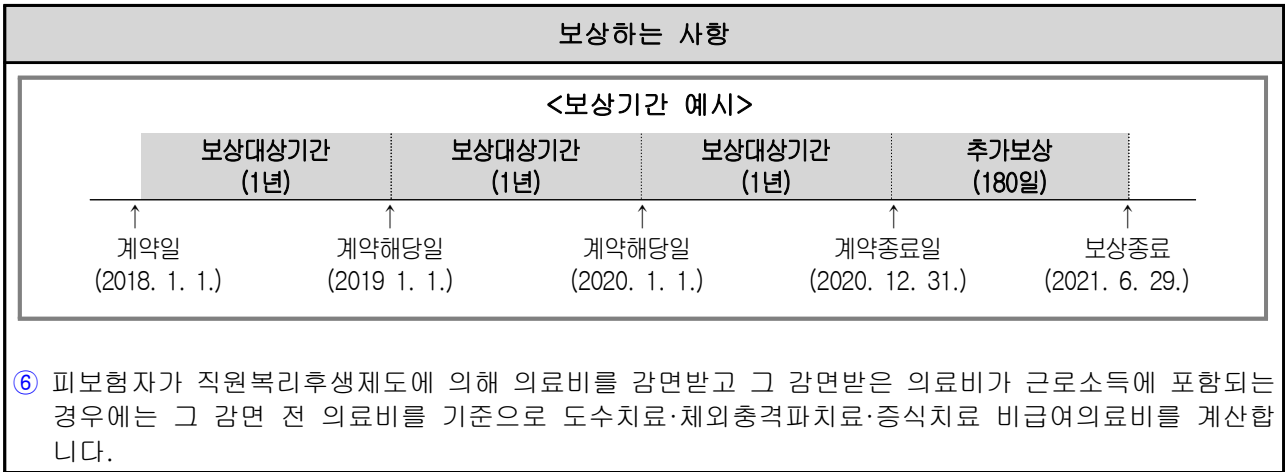 보상하는 사항
<보상기간 예시>
보상대상기간 보상대상기간 보상대상기간 추가보상
(1년) (1년) (1년) (180일)
↑ ↑ ↑ ↑ ↑
계약일 계약해당일 계약해당일 계약종료일 보상종료
(2018. 1. 1.) (2019 1. 1.) (2020. 1. 1.) (2020. 12. 31.) (2021. 6. 29.)
⑥ 피보험자가 직원복리후생제도에 의해 의료비를 감면받고 그 감면받은 의료비가 근로소득에 포함되는
경우에는 그 감면 전 의료비를 기준으로 도수치료·체외충격파치료·증식치료 비급여의료비를 계산합
니다.